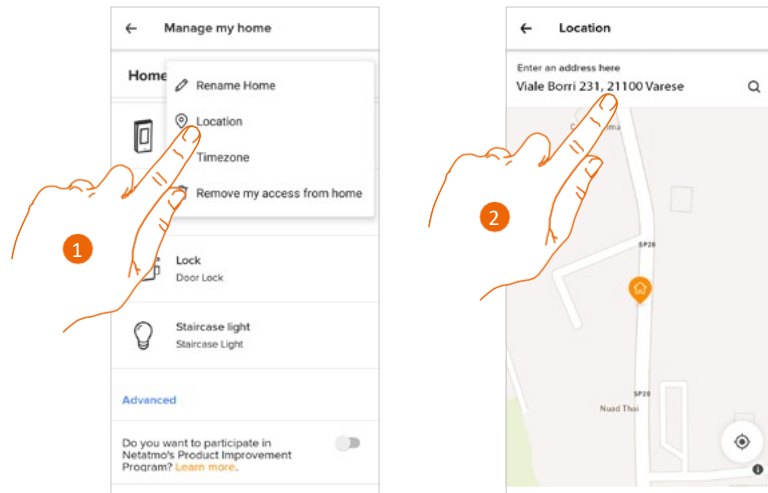 Manage my home
Home
Rename Home
Location
Timezone
Remove my access from home
1
Lock
Door Lock
Staircase light
Staircase Light
Advanced
Do you want to participate in
Netatmo's Product Improvement
Program? Learn more.
Location
Enter an address here
Viale Borri 231, 21100 Varese
2
SP20
SP20
Nuad Thai